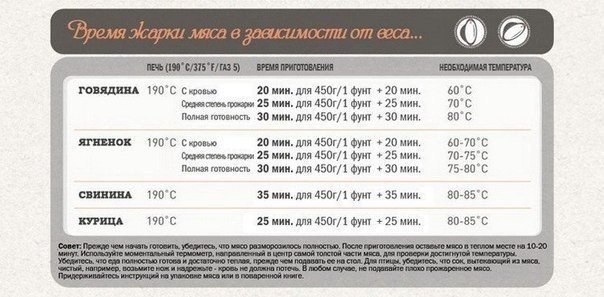 Время жарки мяса в зависимости от веса...
ПЕЧЬ (190˚С/375˚F/ГАЗ 5) ВРЕМЯ ПРИГОТОВЛЕНИЯ НЕОБХОДИМАЯ ТЕМПЕРАТУРА
ГОВЯДИНА 190˚С С кровью 20 мин. для 450г/1 фунт + 20 мин. 60˚С
Средняя степень прожарки 25 мин. для 450г/1 фунт + 25 мин. 70˚С
Полная готовность 30 мин. для 450г/1 фунт + 30 мин. 80˚С
ЯГНЕНОК 190˚С С кровью 20 мин. для 450г/1 фунт + 20 мин. 60-70˚С
Средняя степень прожарки 25 мин. для 450г/1 фунт + 25 мин. 70-75˚С
Полная готовность 30 мин. для 450г/1 фунт + 30 мин. 75-80˚С
СВИНИНА 190˚С 35 мин. для 450г/1 фунт + 35 мин. 80-85˚С
КУРИЦА 190˚С 25 мин. для 450г/1 фунт + 25 мин. 80-85˚С
Совет: Прежде чем начать готовить, убедитесь, что мясо разморозилось полностью. После приготовления оставьте мясо в теплом месте на 10-20
минут. Используйте моментальный термометр, направленный в центр самой толстой части мяса, для проверки достигнутой температуры.
Убедитесь, что еда полностью готова и достаточно теплая, прежде чем подавать ее на стол. Для птицы, убедитесь, что сок, вытекающий из мяса,
чистый, например, возьмите нож и надрежьте - кровь не должна потечь. В любом случае, не подавайте плохо прожаренное мясо.
Придерживайтесь инструкций на упаковке мяса или в поваренной книге.